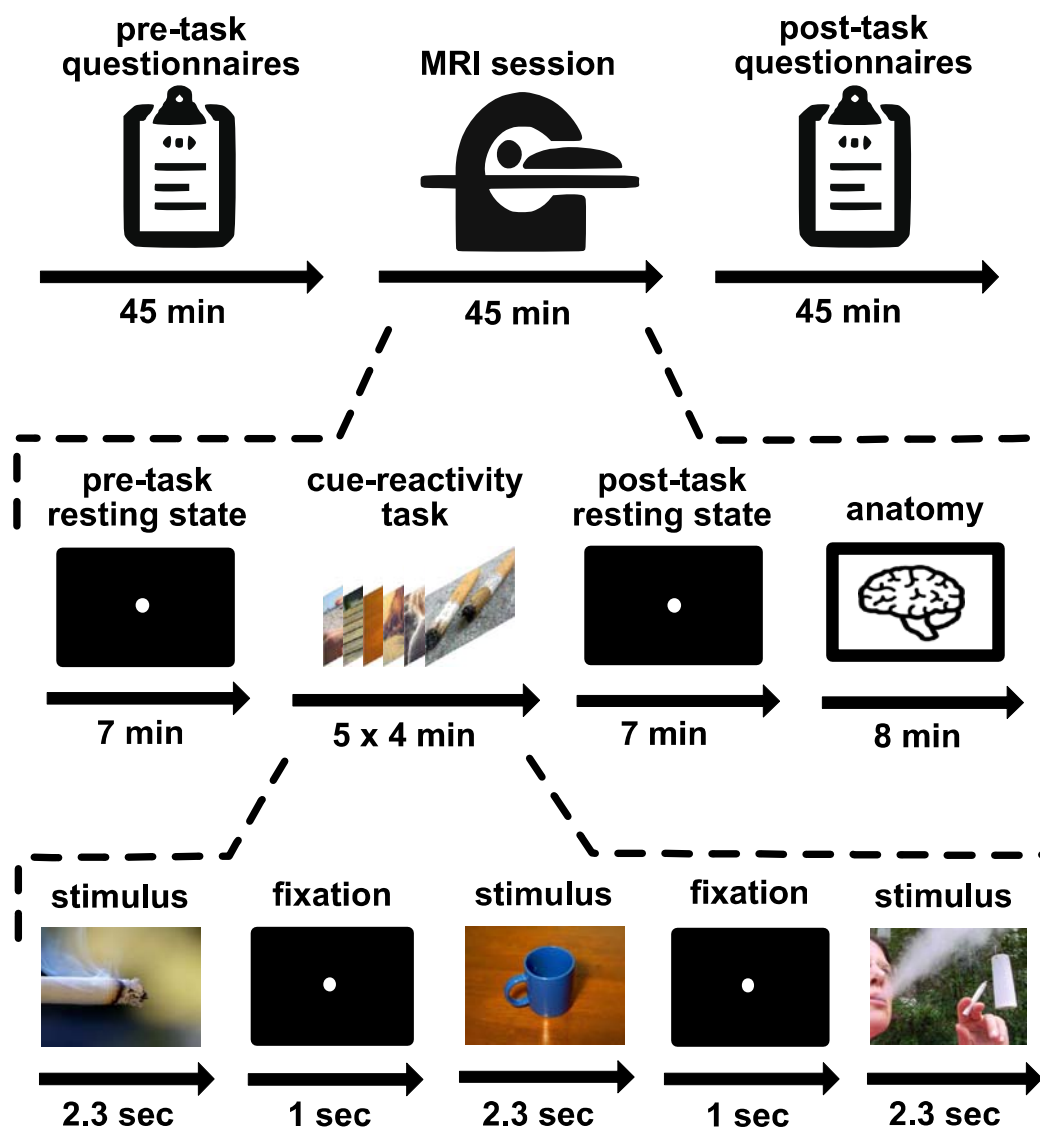 pre-task
questionnaires
MRI session
post-task
questionnaires
45 min
45 min
45 min
pre-task
resting state
cue-reactivity
task
post-task
resting state
anatomy
7 min
5 x 4 min
7 min
8 min
stimulus
fixation
stimulus
fixation
stimulus
2.3 sec
1 sec
2.3 sec
1 sec
2.3 sec